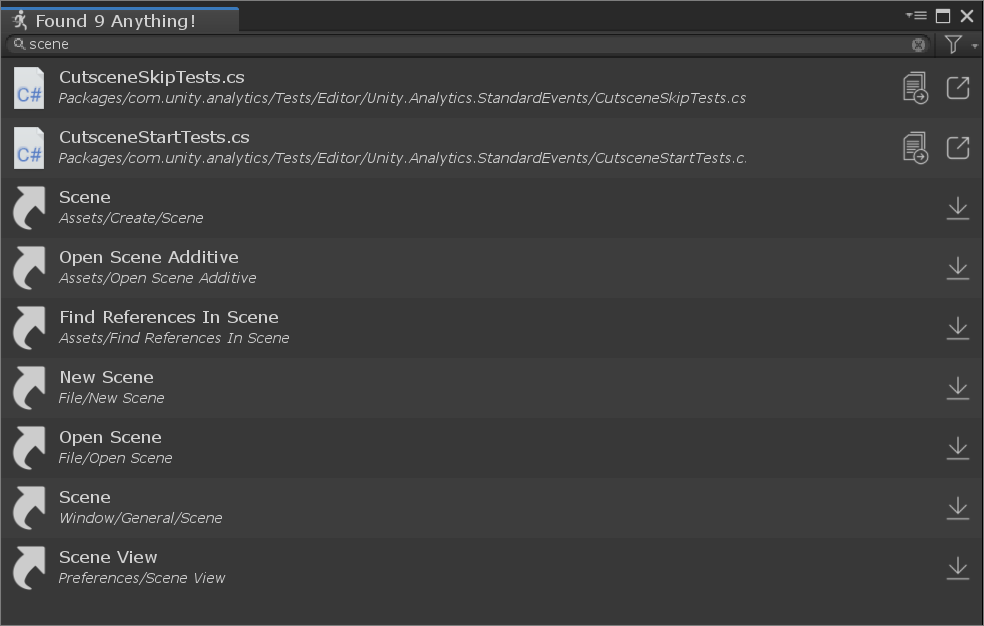 Found 9 Anything!
scene
CutsceneSkipTests.cs
Packages/com.unity.analytics/Tests/Editor/Unity.Analytics.StandardEvents/CutsceneSkipTests.cs
C#
CutsceneStartTests.cs
Packages/com.unity.analytics/Tests/Editor/Unity.Analytics.StandardEvents/CutsceneStartTests.c
C#
Scene
Assets/Create/Scene
Open Scene Additive
Assets/Open Scene Additive
Find References In Scene
Assets/Find References In Scene
New Scene
File/New Scene
Open Scene
File/Open Scene
Scene
Window/General/Scene
Scene View
Preferences/Scene View